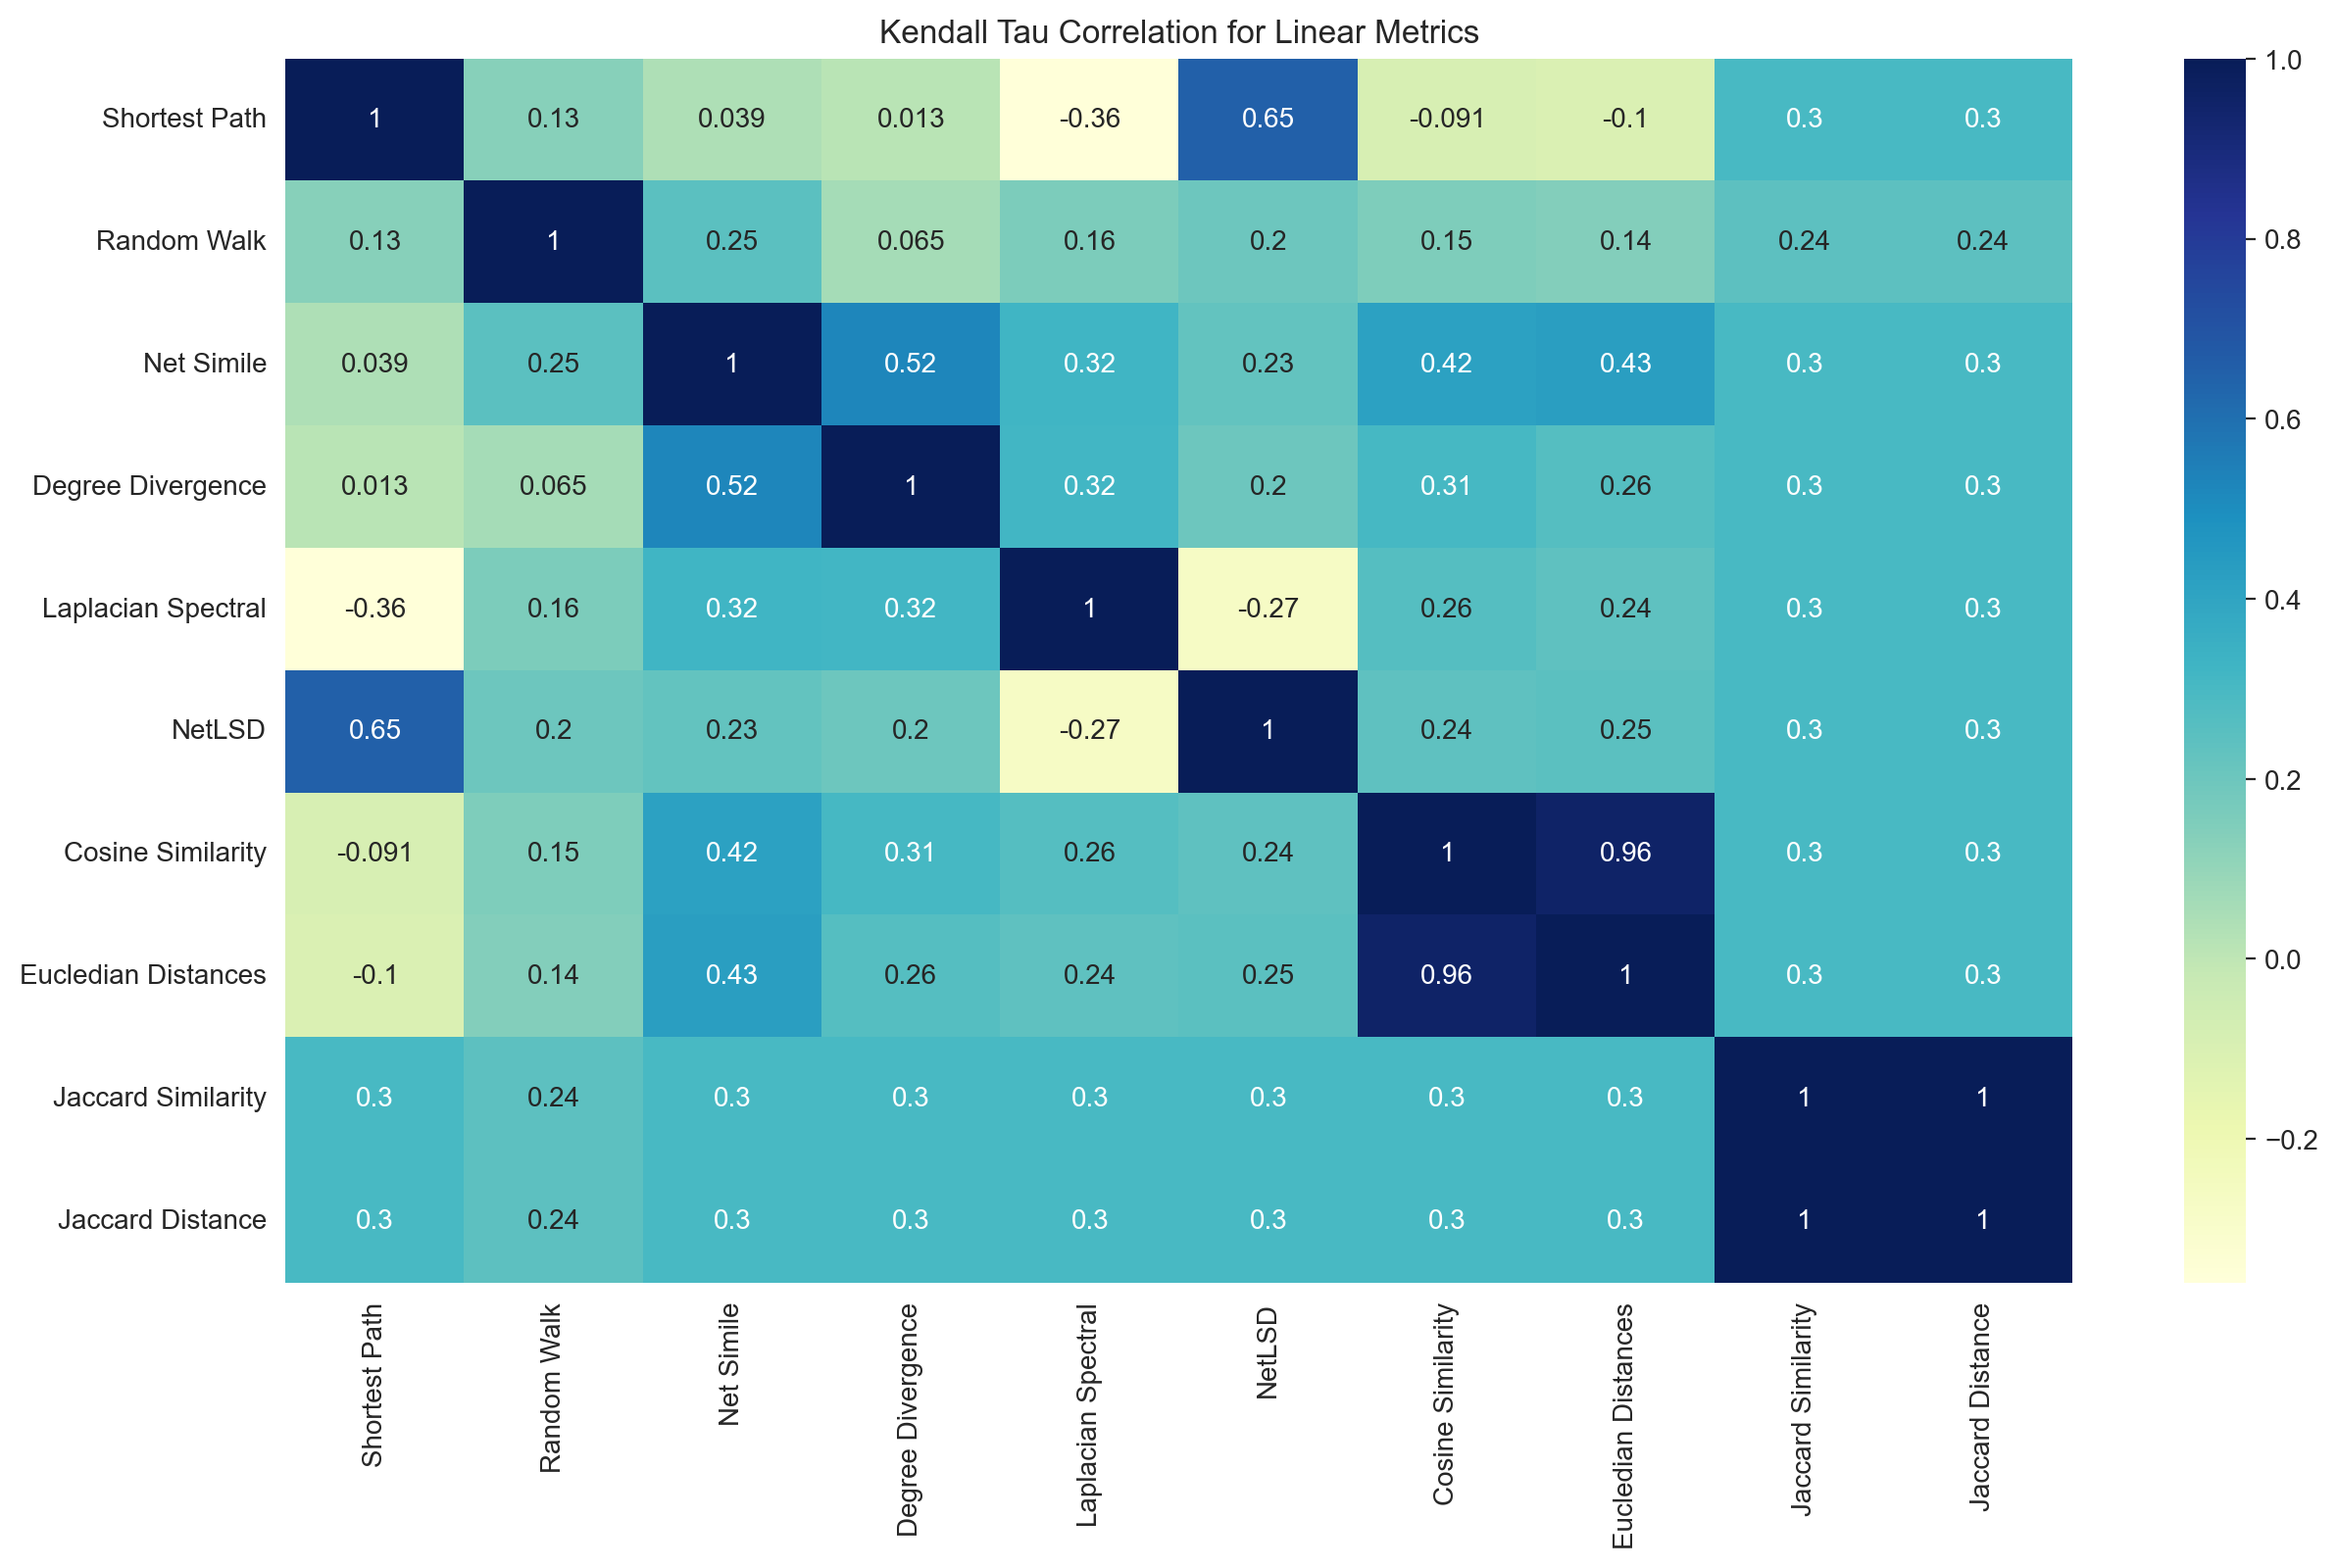 Kendall Tau Correlation for Linear Metrics
Shortest Path 1 0.13 0.039 0.013 -0.36 0.65 -0.091 -0.1 0.3 0.3
Random Walk 0.13 1 0.25 0.065 0.16 0.2 0.15 0.14 0.24 0.24
Net Simile 0.039 0.25 1 0.52 0.32 0.23 0.42 0.43 0.3 0.3
Degree Divergence 0.013 0.065 0.52 1 0.32 0.2 0.31 0.26 0.3 0.3
Laplacian Spectral -0.36 0.16 0.32 0.32 1 -0.27 0.26 0.24 0.3 0.3
NetLSD 0.65 0.2 0.23 0.2 -0.27 1 0.24 0.25 0.3 0.3
Cosine Similarity -0.091 0.15 0.42 0.31 0.26 0.24 1 0.96 0.3 0.3
Eucledian Distances -0.1 0.14 0.43 0.26 0.24 0.25 0.96 1 0.3 0.3
Jaccard Similarity 0.3 0.24 0.3 0.3 0.3 0.3 0.3 0.3 1 1
Jaccard Distance 0.3 0.24 0.3 0.3 0.3 0.3 0.3 0.3 1 1
Shortest Path
Random Walk
Net Simile
Degree Divergence
Laplacian Spectral
NetLSD
Cosine Similarity
Eucledian Distances
Jaccard Similarity
Jaccard Distance
1.0
0.8
0.6
0.4
0.2
0.0
−0.2